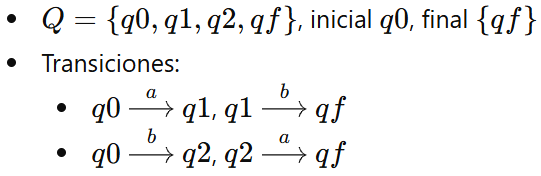 • Q = {q0, q1, q2, qf}, inicial q0, final {qf}
• Transiciones:
• q0 —a→ q1, q1 —b→ qf
• q0 —b→ q2, q2 —a→ qf